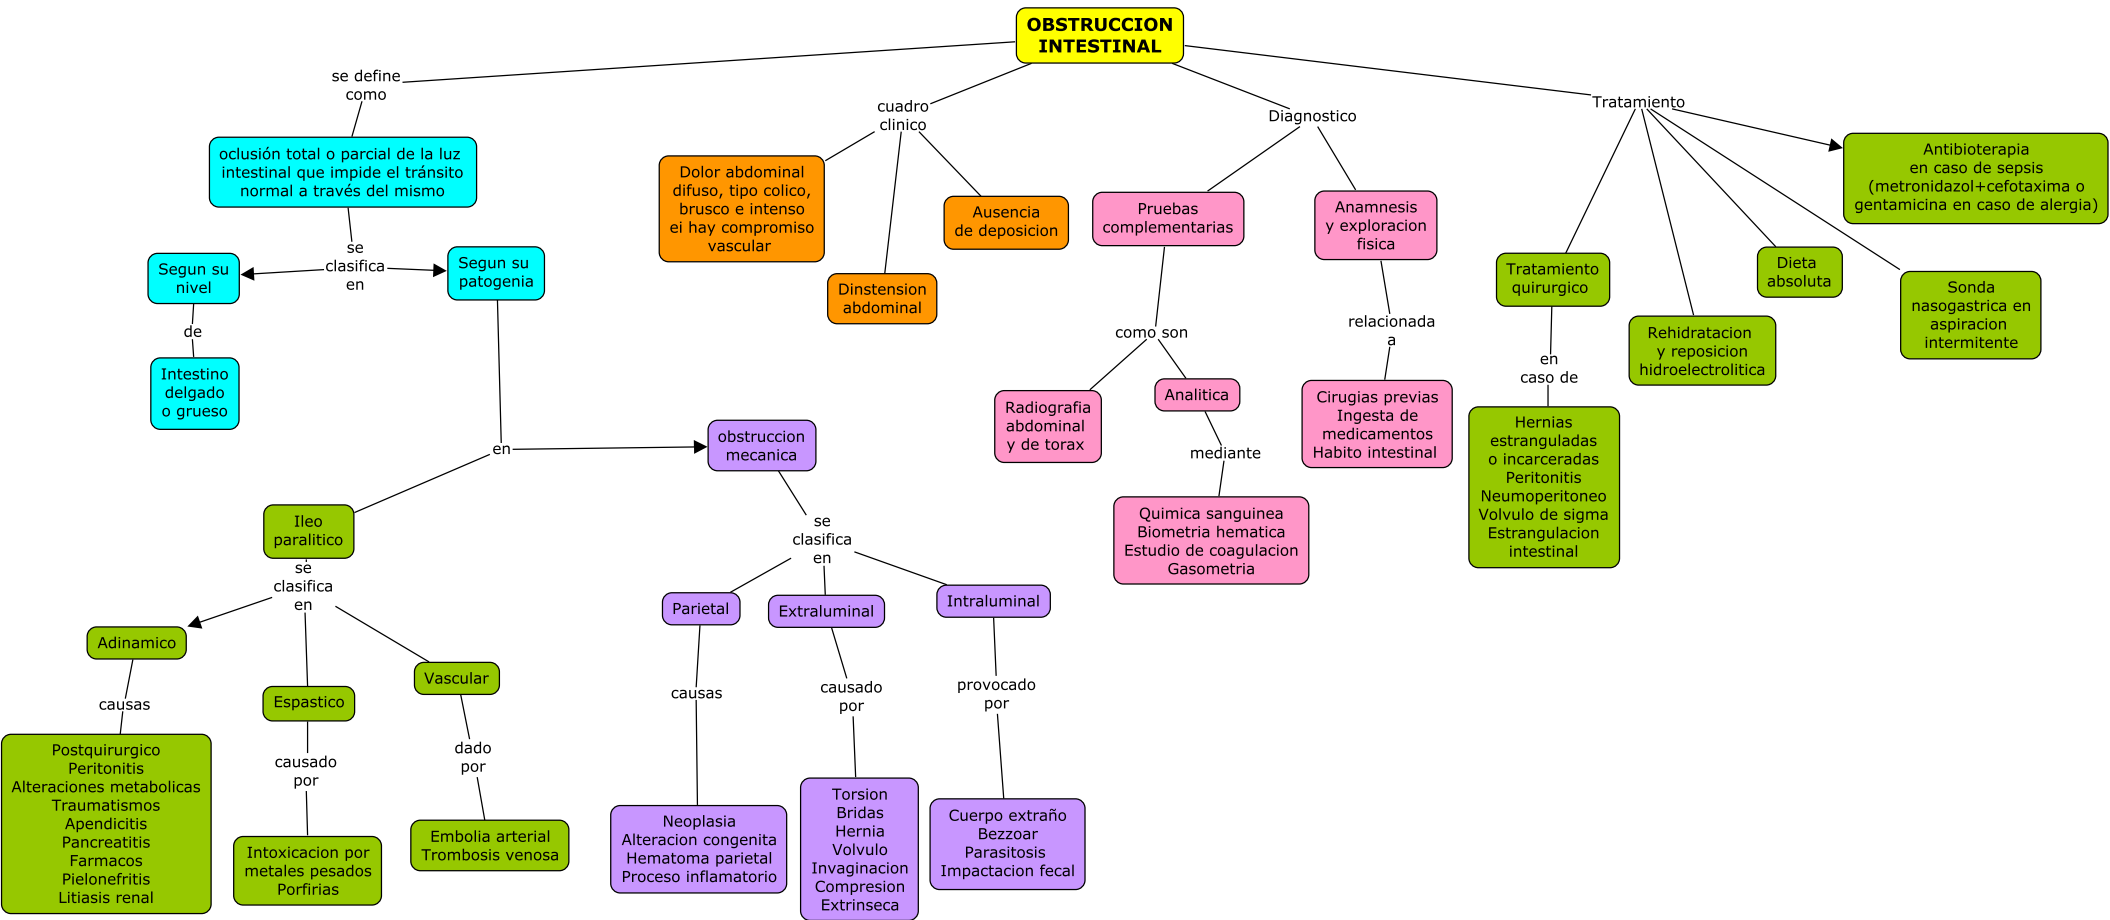 OBSTRUCCION
INTESTINAL
se define
como
oclusión total o parcial de la luz
intestinal que impide el tránsito
normal a través del mismo
se
clasifica
en
Segun su
nivel
de
Intestino
delgado
o grueso
Segun su
patogenia
en
Ileo
paralitico
se
clasifica
en
Adinamico
causas
Postquirurgico
Peritonitis
Alteraciones metabolicas
Traumatismos
Apendicitis
Pancreatitis
Farmacos
Pielonefritis
Litiasis renal
Espastico
causado
por
Intoxicacion por
metales pesados
Porfirias
Vascular
dado
por
Embolia arterial
Trombosis venosa
obstruccion
mecanica
se
clasifica
en
Parietal
causas
Neoplasia
Alteracion congenita
Hematoma parietal
Proceso inflamatorio
Extraluminal
causado
por
Torsion
Bridas
Hernia
Volvulo
Invaginacion
Compresion
Extrinseca
Intraluminal
provocado
por
Cuerpo extraño
Bezzoar
Parasitosis
Impactacion fecal
cuadro
clinico
Dolor abdominal
difuso, tipo colico,
brusco e intenso
ei hay compromiso
vascular
Dinstension
abdominal
Ausencia
de deposicion
Diagnostico
Pruebas
complementarias
como son
Radiografia
abdominal
y de torax
Analitica
mediante
Quimica sanguinea
Biometria hematica
Estudio de coagulacion
Gasometria
Anamnesis
y exploracion
fisica
relacionada
a
Cirugias previas
Ingesta de
medicamentos
Habito intestinal
Tratamiento
Tratamiento
quirurgico
en
caso de
Hernias
estranguladas
o incarceradas
Peritonitis
Neumoperitoneo
Volvulo de sigma
Estrangulacion
intestinal
Rehidratacion
y reposicion
hidroelectrolitica
Dieta
absoluta
Sonda
nasogastrica en
aspiracion
intermitente
Antibioterapia
en caso de sepsis
(metronidazol+cefotaxima o
gentamicina en caso de alergia)